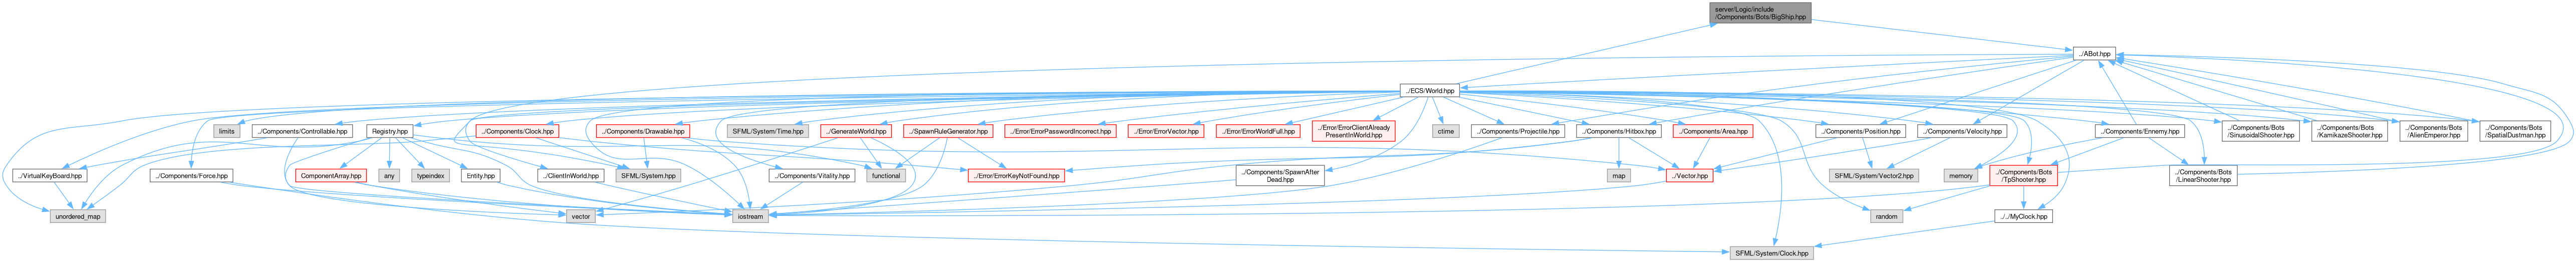 server/Logic/include
/Components/Bots/BigShip.hpp
../ABot.hpp
../ECS/World.hpp
limits
../Components/Controllable.hpp
Registry.hpp
../Components/Clock.hpp
../Components/Drawable.hpp
SFML/System/Time.hpp
../GenerateWorld.hpp
../SpawnRuleGenerator.hpp
../Error/ErrorPasswordIncorrect.hpp
../Error/ErrorVector.hpp
../Error/ErrorWorldFull.hpp
../Error/ErrorClientAlready
PresentInWorld.hpp
ctime
../Components/Projectile.hpp
../Components/Hitbox.hpp
../Components/Area.hpp
../Components/Position.hpp
../Components/Velocity.hpp
../Components/Ennemy.hpp
../Components/Bots
/SinusoidalShooter.hpp
../Components/Bots
/KamikazeShooter.hpp
../Components/Bots
/AlienEmperor.hpp
../Components/Bots
/SpatialDustman.hpp
../VirtualKeyBoard.hpp
../Components/Force.hpp
ComponentArray.hpp
any
typeindex
Entity.hpp
../ClientInWorld.hpp
SFML/System.hpp
../Components/Vitality.hpp
functional
../Error/ErrorKeyNotFound.hpp
../Components/SpawnAfter
Dead.hpp
map
../Vector.hpp
SFML/System/Vector2.hpp
memory
../Components/Bots
/TpShooter.hpp
../Components/Bots
/LinearShooter.hpp
unordered_map
vector
iostream
random
../../MyClock.hpp
SFML/System/Clock.hpp